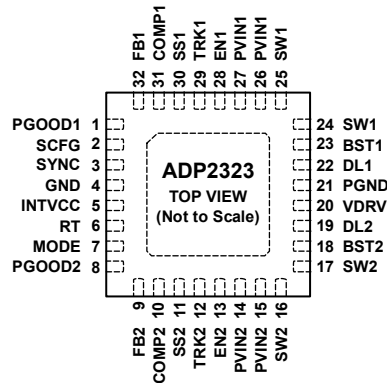 32 FB1
31 COMP1
30 SS1
29 TRK1
28 EN1
27 PVIN1
26 PVIN1
25 SW1
PGOOD1 1
SCFG 2
SYNC 3
GND 4
INTVCC 5
RT 6
MODE 7
PGOOD2 8
ADP2323
TOP VIEW
(Not to Scale)
24 SW1
23 BST1
22 DL1
21 PGND
20 VDRV
19 DL2
18 BST2
17 SW2
FB2 9
COMP2 10
SS2 11
TRK2 12
EN2 13
PVIN2 14
PVIN2 15
SW2 16